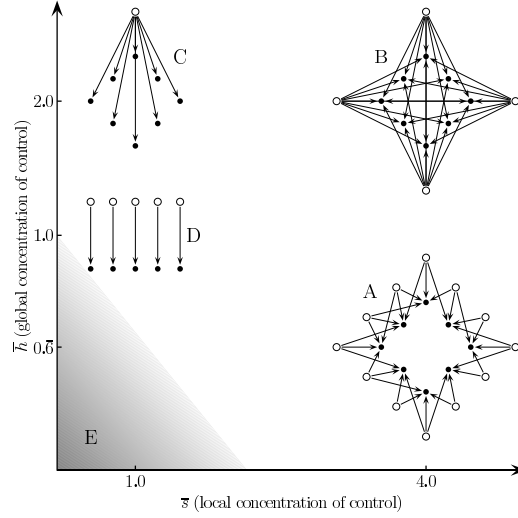 C
B
2.0
D
1.0
A
0.6̅
E
h̅ (global concentration of control)
1.0
4.0
s̅ (local concentration of control)